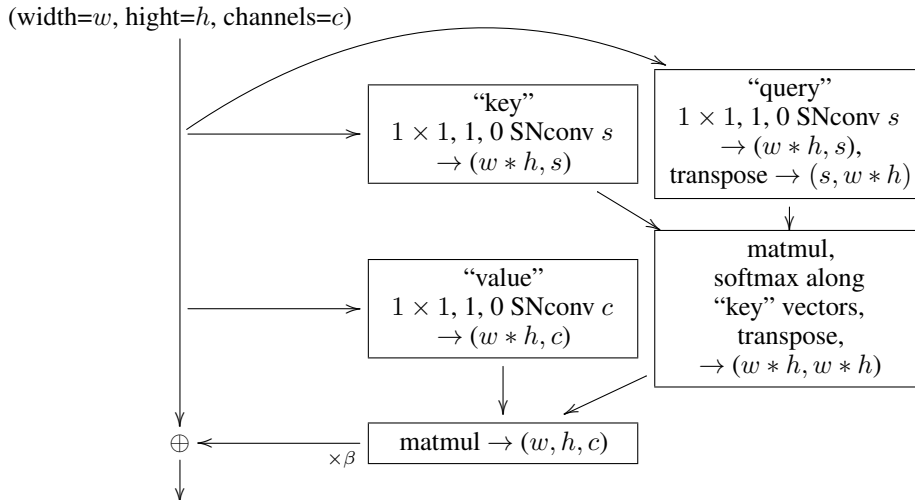 (width=w, hight=h, channels=c)
“key”
1 × 1, 1, 0 SNconv s
→ (w ∗ h, s)
“query”
1 × 1, 1, 0 SNconv s
→ (w ∗ h, s),
transpose → (s, w ∗ h)
“value”
1 × 1, 1, 0 SNconv c
→ (w ∗ h, c)
matmul,
softmax along
“key” vectors,
transpose,
→ (w ∗ h, w ∗ h)
⊕
×β
matmul → (w, h, c)